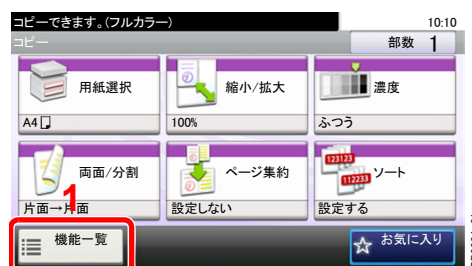 コピーできます。(フルカラー)
10:10
コピー
部数 1
用紙選択
縮小/拡大
濃度
A4
100%
ふつう
123123
両面/分割
ページ集約
112233
ソート
1
片面→片面
設定しない
設定する
機能一覧
お気に入り